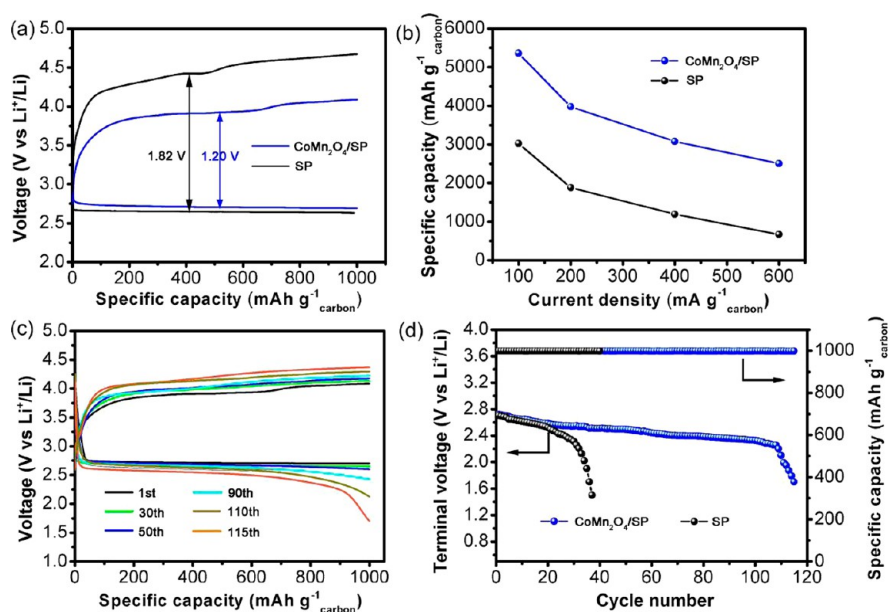 (a)
5.0
4.5
4.0
3.5
3.0
2.5
2.0
Voltage (V vs Li⁺/Li)
1.82 V
1.20 V
CoMn₂O₄/SP
SP
0 200 400 600 800 1000
Specific capacity (mAh g⁻¹carbon)
(b)
6000
5000
4000
3000
2000
1000
0
Specific capacity (mAh g⁻¹carbon)
CoMn₂O₄/SP
SP
100 200 300 400 500 600
Current density (mA g⁻¹carbon)
(c)
5.0
4.5
4.0
3.5
3.0
2.5
2.0
1.5
1.0
Voltage (V vs Li⁺/Li)
1st 90th
30th 110th
50th 115th
0 200 400 600 800 1000
Specific capacity (mAh g⁻¹carbon)
(d)
4.0
3.6
3.2
2.8
2.4
2.0
1.6
1.2
Terminal voltage (V vs Li⁺/Li)
CoMn₂O₄/SP SP
0 20 40 60 80 100 120
Cycle number
1000
800
600
400
300
200
0
Specific capacity (mAh g⁻¹carbon)